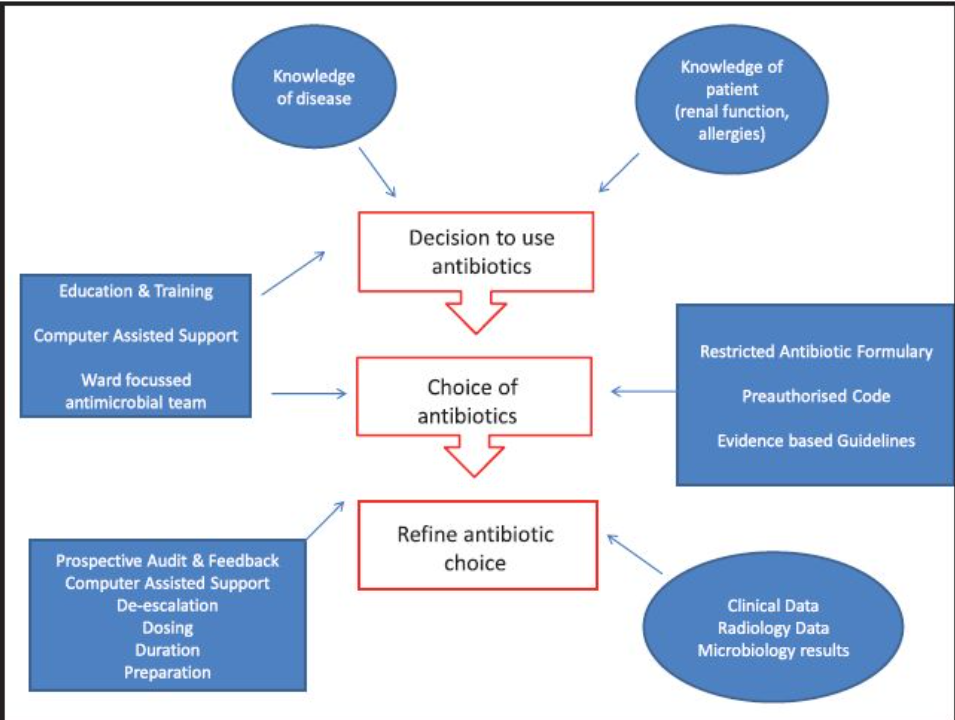 Knowledge
of disease
Knowledge of
patient
(renal function,
allergies)
Decision to use
antibiotics
Education & Training
Computer Assisted Support
Ward focussed
antimicrobial team
Choice of
antibiotics
Restricted Antibiotic Formulary
Preauthorised Code
Evidence based Guidelines
Refine antibiotic
choice
Prospective Audit & Feedback
Computer Assisted Support
De-escalation
Dosing
Duration
Preparation
Clinical Data
Radiology Data
Microbiology results